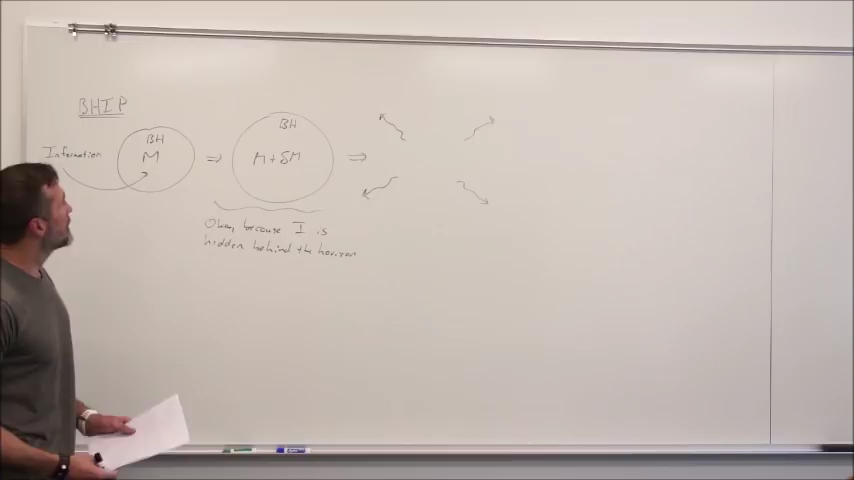 BHIP
Information
BH
M
⇒
BH
M + δM
⇒
Okay because I is
hidden behind the horizon